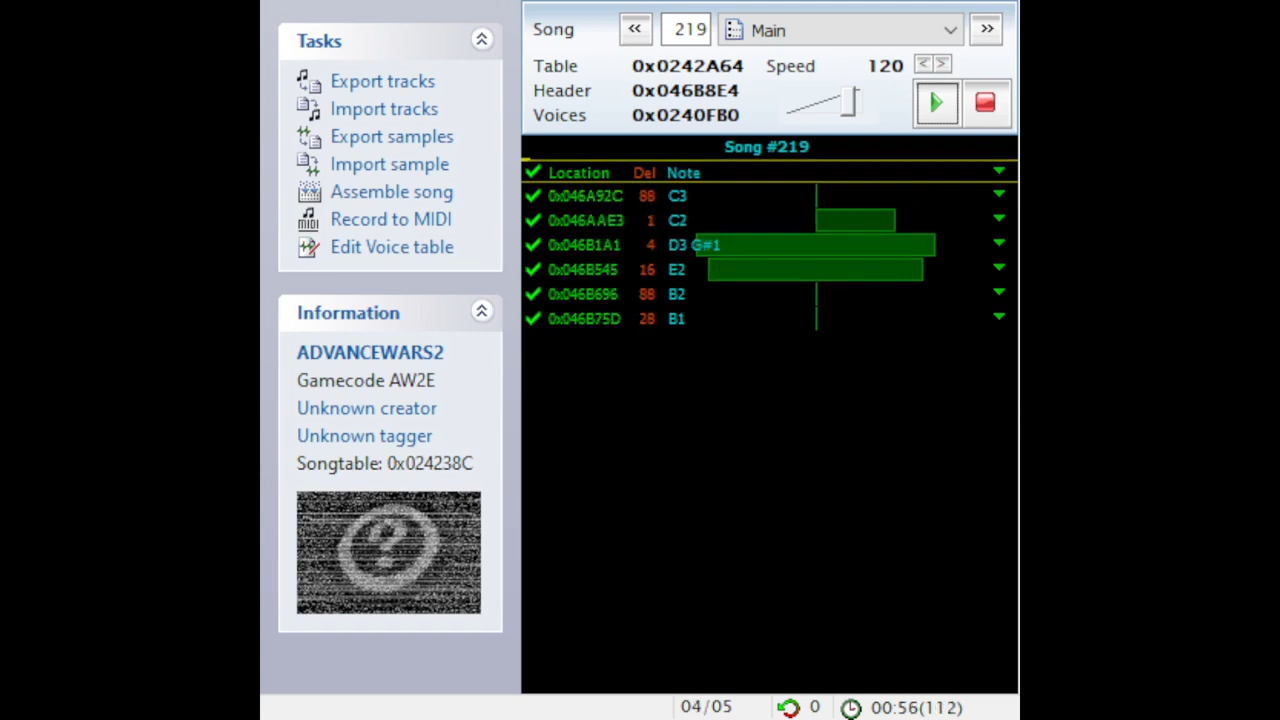 Tasks
Export tracks
Import tracks
Export samples
Import sample
Assemble song
Record to MIDI
Edit Voice table
Information
ADVANCEWARS2
Gamecode AW2E
Unknown creator
Unknown tagger
Songtable: 0x024238C
Song 219 Main
Table 0x0242A64 Speed 120
Header 0x046B8E4
Voices 0x0240FB0
Song #219
Location Del Note
0x046A92C 88 C3
0x046AAE3 1 C2
0x046B1A1 4 D3 G#1
0x046B545 16 E2
0x046B696 88 B2
0x046B75D 28 B1
04/05 0 00:56(112)